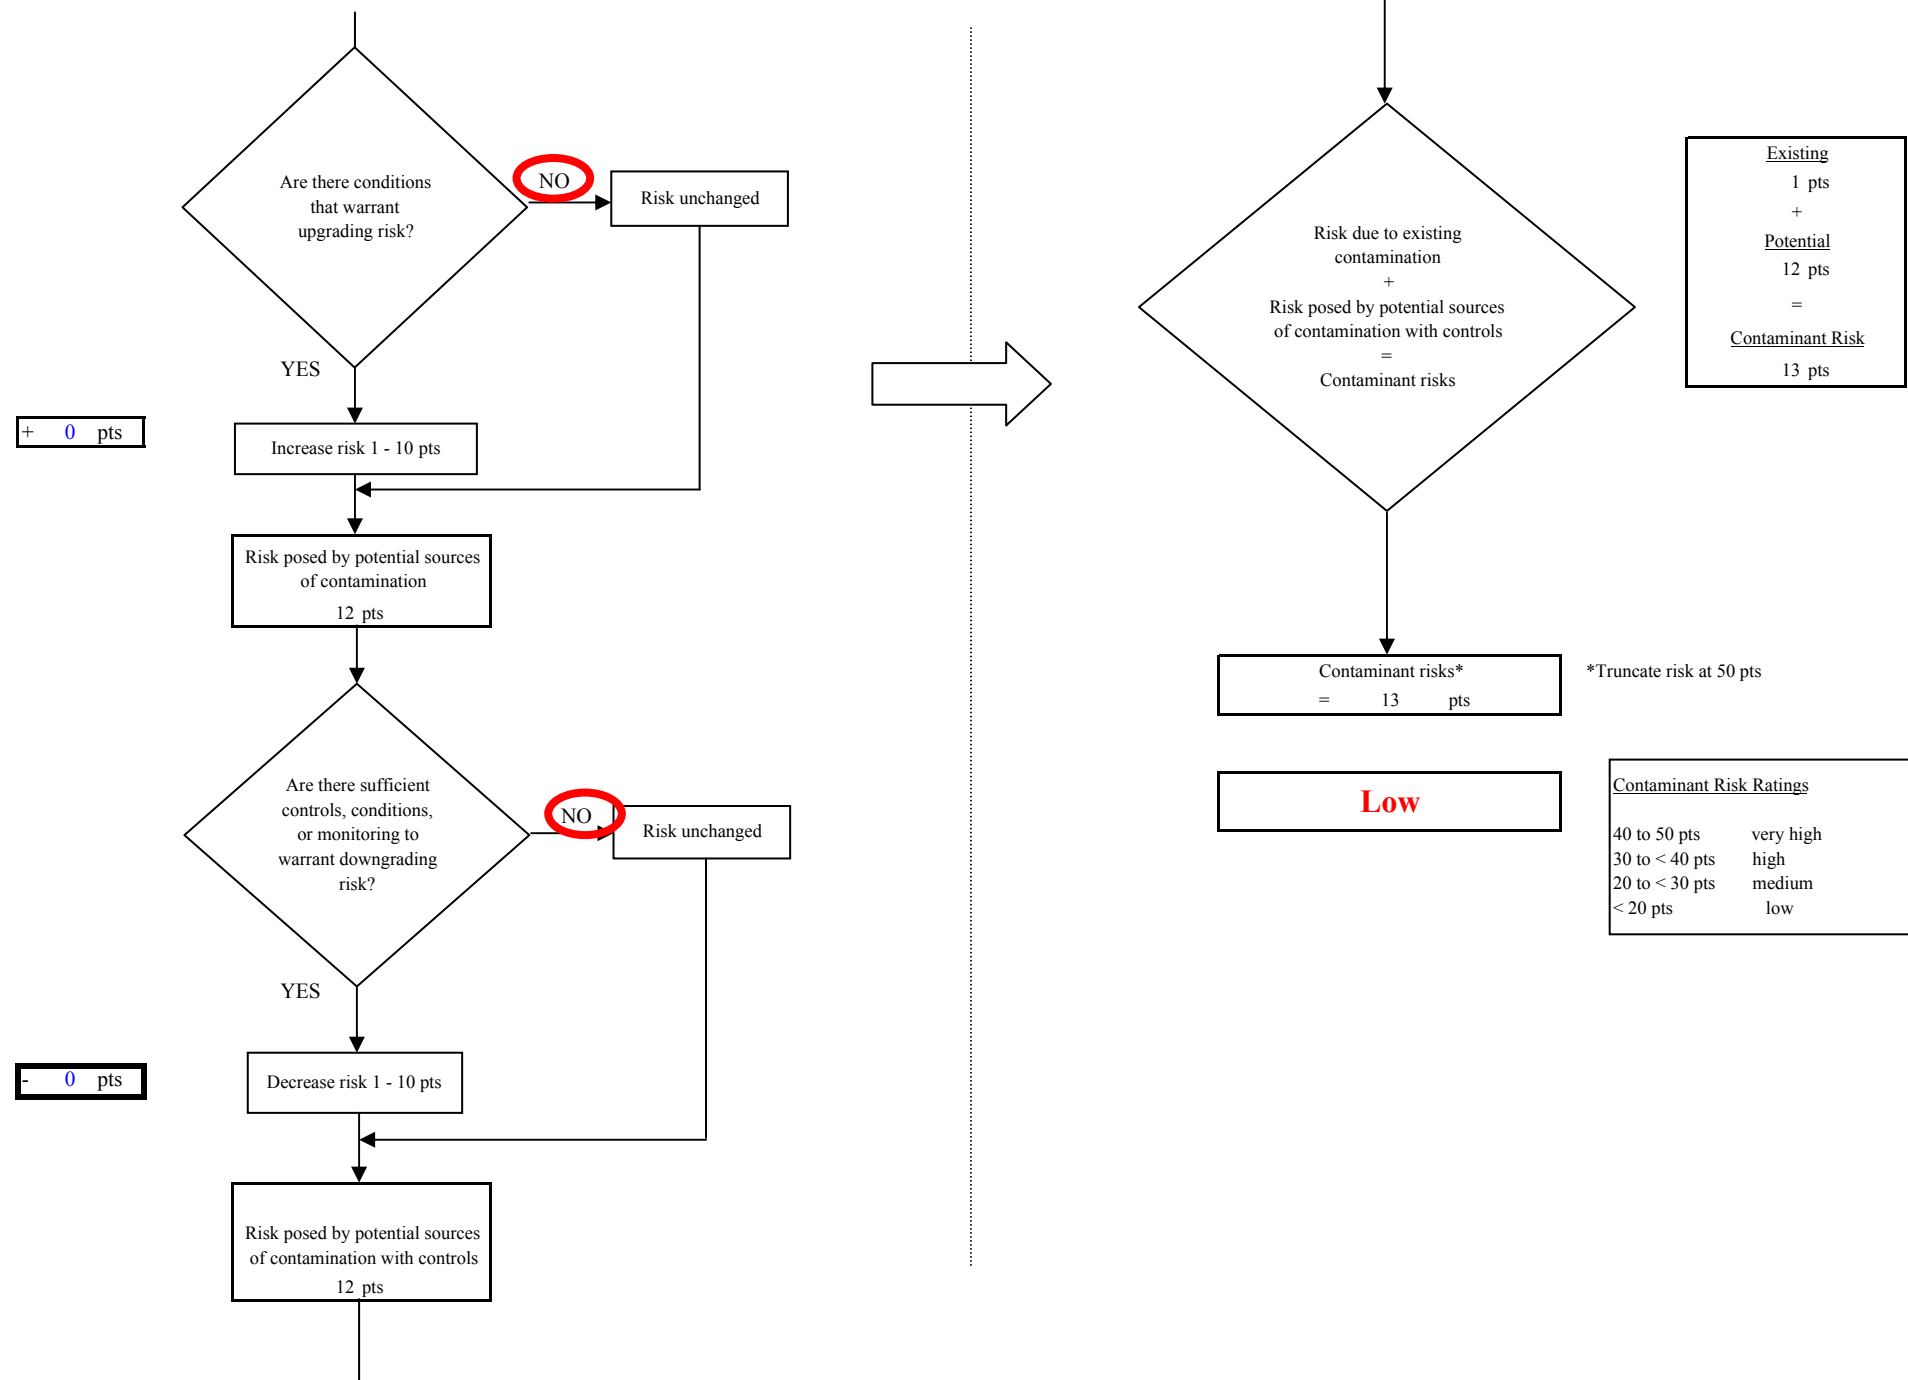 Are there conditions
that warrant
upgrading risk?
NO
Risk unchanged
YES
+ 0 pts
Increase risk 1 - 10 pts
Risk posed by potential sources
of contamination
12 pts
Are there sufficient
controls, conditions,
or monitoring to
warrant downgrading
risk?
NO
Risk unchanged
YES
- 0 pts
Decrease risk 1 - 10 pts
Risk posed by potential sources
of contamination with controls
12 pts
Risk due to existing
contamination
+
Risk posed by potential sources
of contamination with controls
=
Contaminant risks
Existing
1 pts
+
Potential
12 pts
=
Contaminant Risk
13 pts
Contaminant risks*
= 13 pts
*Truncate risk at 50 pts
Low
Contaminant Risk Ratings
40 to 50 pts very high
30 to < 40 pts high
20 to < 30 pts medium
< 20 pts low